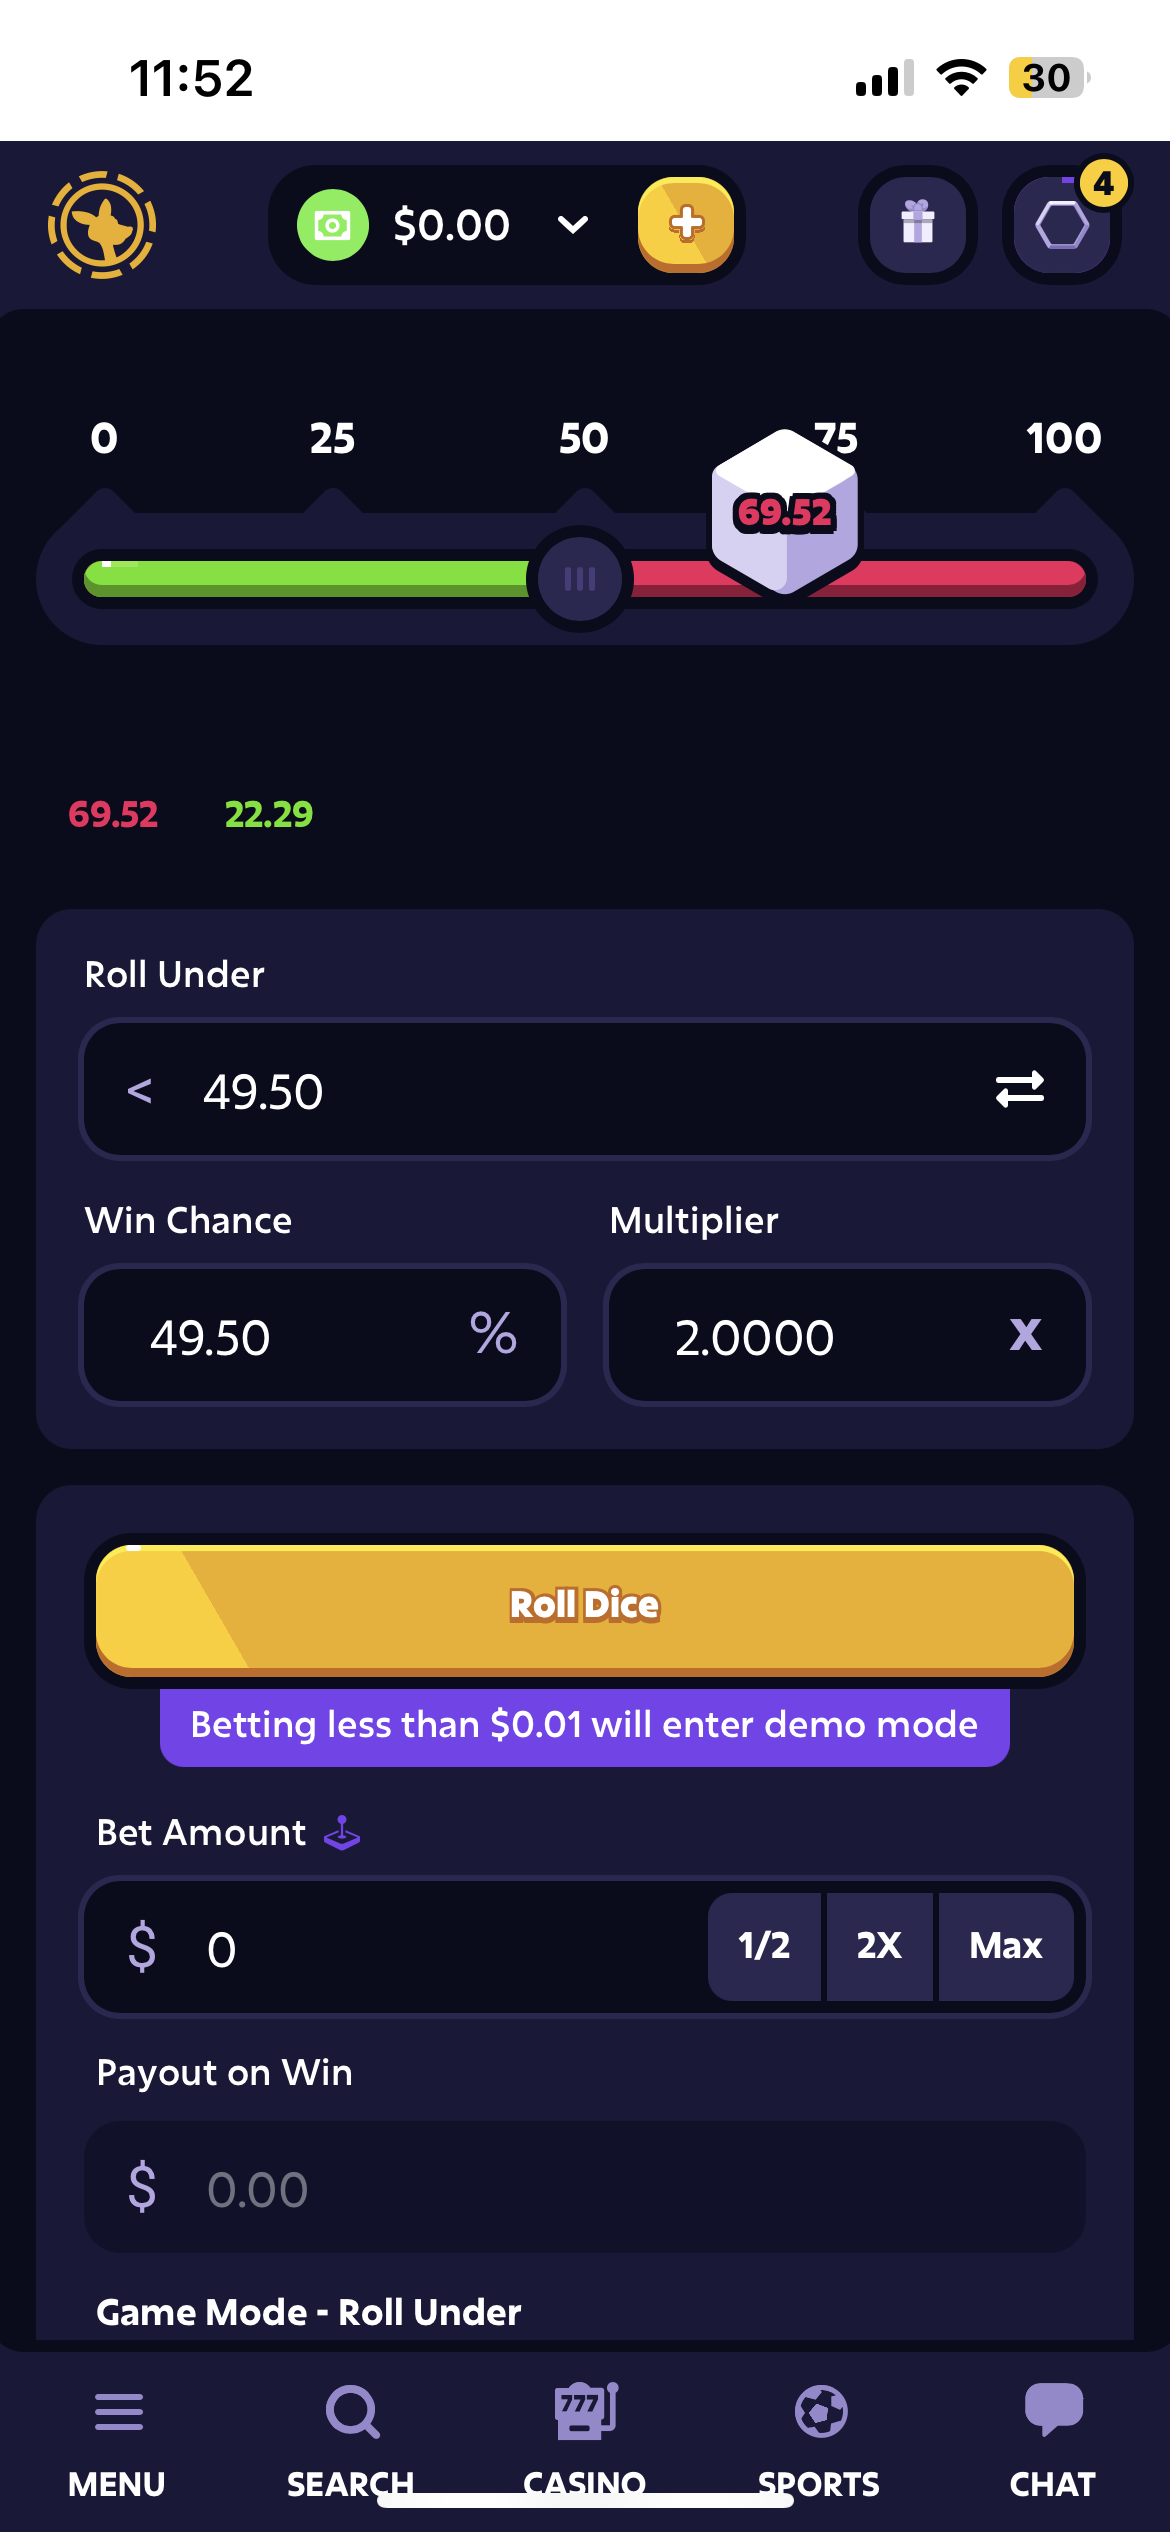 11:52
30
$0.00
4
0 25 50 75 100
69.52
69.52 22.29
Roll Under
< 49.50
Win Chance Multiplier
49.50 % 2.0000 X
Roll Dice
Betting less than $0.01 will enter demo mode
Bet Amount
$ 0 1/2 2X Max
Payout on Win
$ 0.00
Game Mode - Roll Under
777
MENU SEARCH CASINO SPORTS CHAT